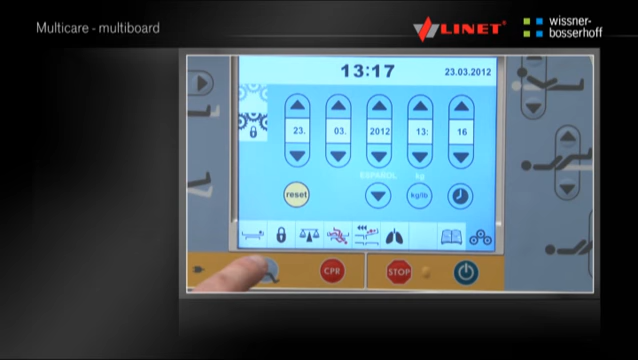 Multicare - multiboard
LINET®
wissner-
bosserhoff
13:17
23.03.2012
23.
03.
2012
13:
16
ESPAÑOL
kg
reset
kg/lb
CPR
STOP